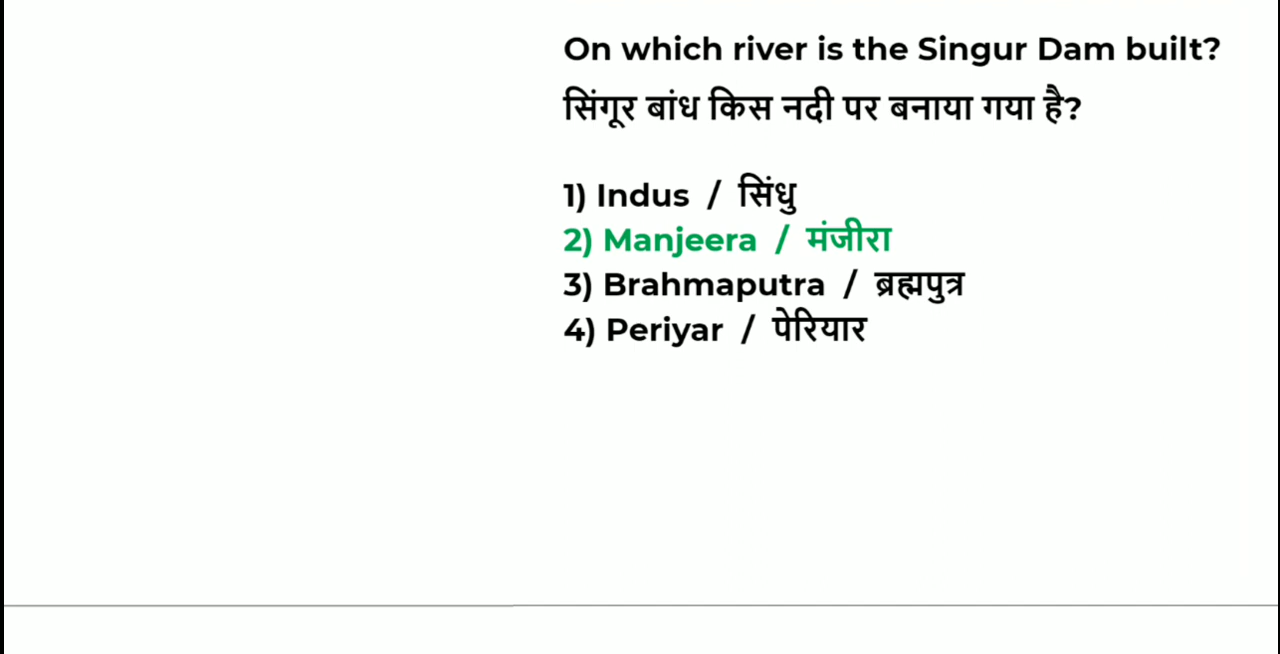 On which river is the Singur Dam built?
सिंगूर बांध किस नदी पर बनाया गया है?
1) Indus / सिंधु
2) Manjeera / मंजीरा
3) Brahmaputra / ब्रह्मपुत्र
4) Periyar / पेरियार